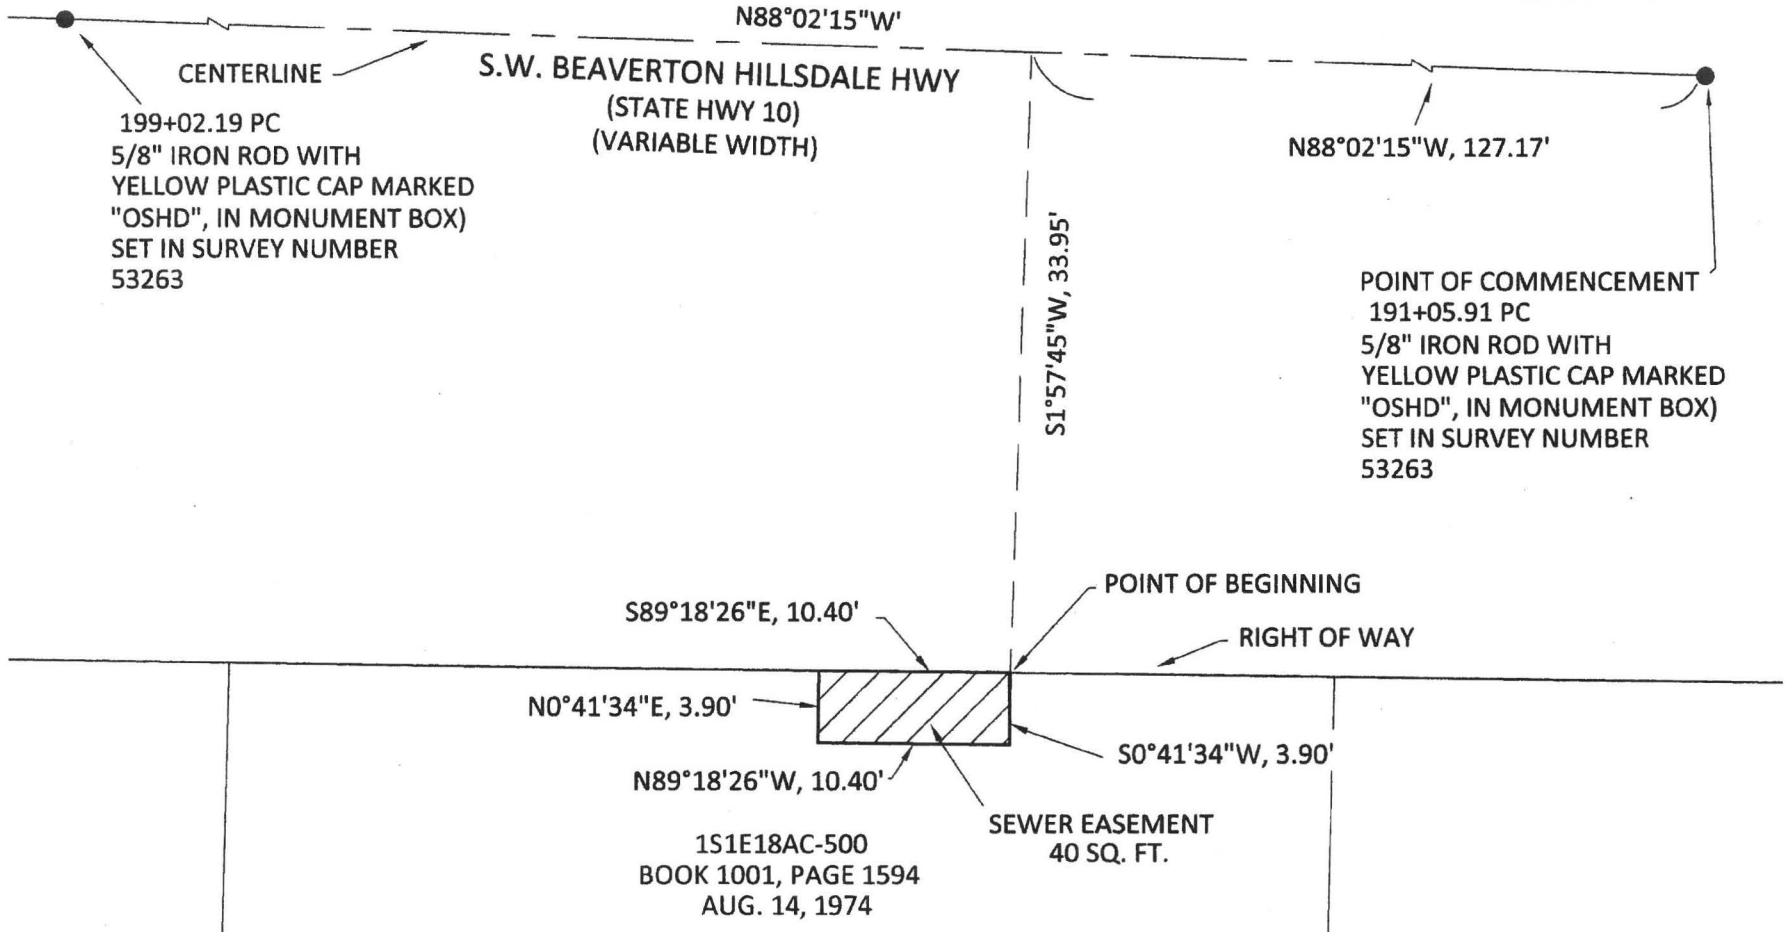 N88°02'15"W'
CENTERLINE
S.W. BEAVERTON HILLSDALE HWY
(STATE HWY 10)
(VARIABLE WIDTH)
199+02.19 PC
5/8" IRON ROD WITH
YELLOW PLASTIC CAP MARKED
"OSHD", IN MONUMENT BOX)
SET IN SURVEY NUMBER
53263
N88°02'15"W, 127.17'
S1°57'45"W, 33.95'
POINT OF COMMENCEMENT
191+05.91 PC
5/8" IRON ROD WITH
YELLOW PLASTIC CAP MARKED
"OSHD", IN MONUMENT BOX)
SET IN SURVEY NUMBER
53263
POINT OF BEGINNING
S89°18'26"E, 10.40'
RIGHT OF WAY
N0°41'34"E, 3.90'
S0°41'34"W, 3.90'
N89°18'26"W, 10.40'
SEWER EASEMENT
40 SQ. FT.
1S1E18AC-500
BOOK 1001, PAGE 1594
AUG. 14, 1974